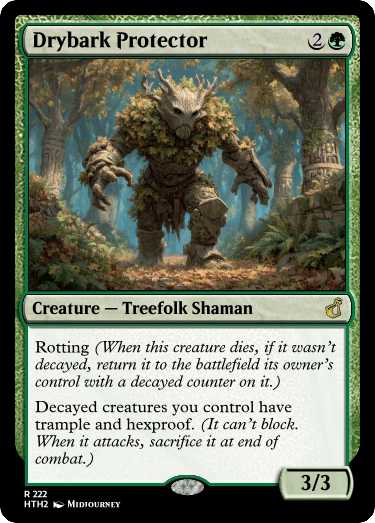 Drybark Protector 2
Creature — Treefolk Shaman
Rotting (When this creature dies, if it wasn't
decayed, return it to the battlefield its owner's
control with a decayed counter on it.)
Decayed creatures you control have
trample and hexproof. (It can't block.
When it attacks, sacrifice it at end of
combat.)
3/3
R 222
HTH2 Midjourney